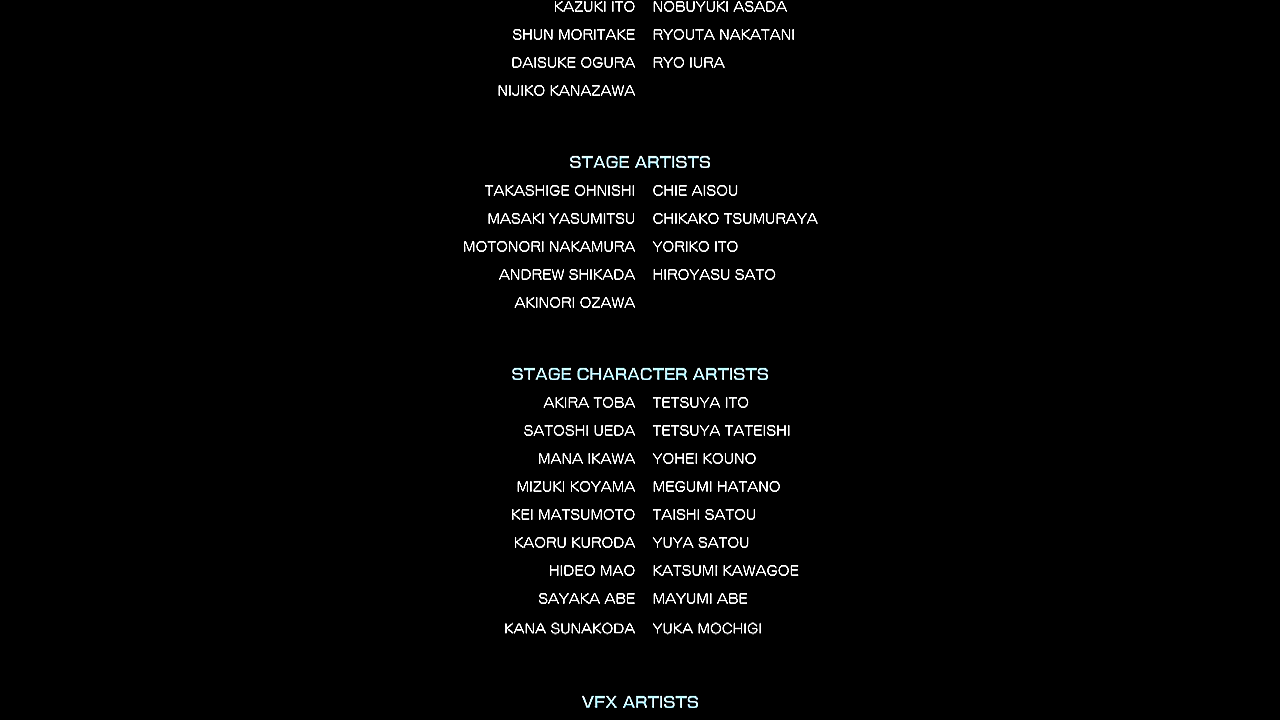 KAZUKI ITO NOBUYUKI ASADA
SHUN MORITAKE RYOUTA NAKATANI
DAISUKE OGURA RYO IURA
NIJIKO KANAZAWA
STAGE ARTISTS
TAKASHIGE OHNISHI CHIE AISOU
MASAKI YASUMITSU CHIKAKO TSUMURAYA
MOTONORI NAKAMURA YORIKO ITO
ANDREW SHIKADA HIROYASU SATO
AKINORI OZAWA
STAGE CHARACTER ARTISTS
AKIRA TOBA TETSUYA ITO
SATOSHI UEDA TETSUYA TATEISHI
MANA IKAWA YOHEI KOUNO
MIZUKI KOYAMA MEGUMI HATANO
KEI MATSUMOTO TAISHI SATOU
KAORU KURODA YUYA SATOU
HIDEO MAO KATSUMI KAWAGOE
SAYAKA ABE MAYUMI ABE
KANA SUNAKODA YUKA MOCHIGI
VFX ARTISTS